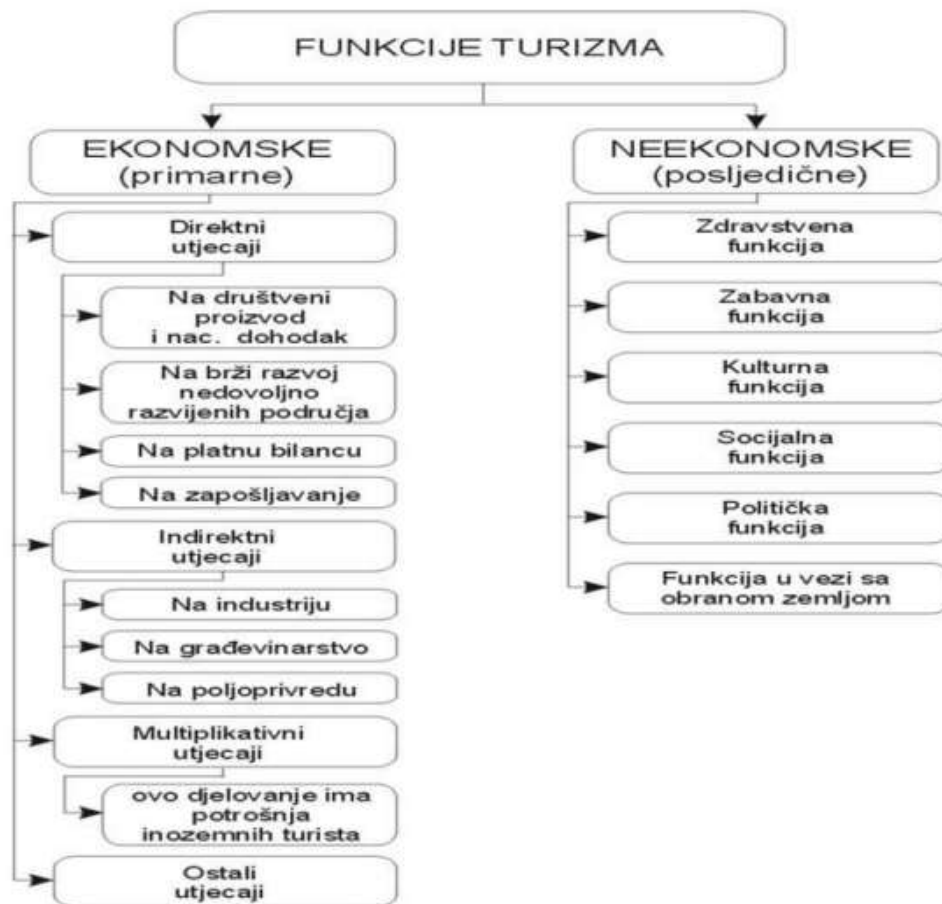 FUNKCIJE TURIZMA
EKONOMSKE
(primarne)
Direktni
utjecaji
Na društveni
proizvod
i nac. dohodak
Na brži razvoj
nedovoljno
razvijenih područja
Na platnu bilancu
Na zapošljavanje
Indirektni
utjecaji
Na industriju
Na građevinarstvo
Na poljoprivredu
Multiplikativni
utjecaji
ovo djelovanje ima
potrošnja
inozemnih turista
Ostali
utjecaji
NEEKONOMSKE
(posljedične)
Zdravstvena
funkcija
Zabavna
funkcija
Kulturna
funkcija
Socijalna
funkcija
Politička
funkcija
Funkcija u vezi sa
obranom zemljom